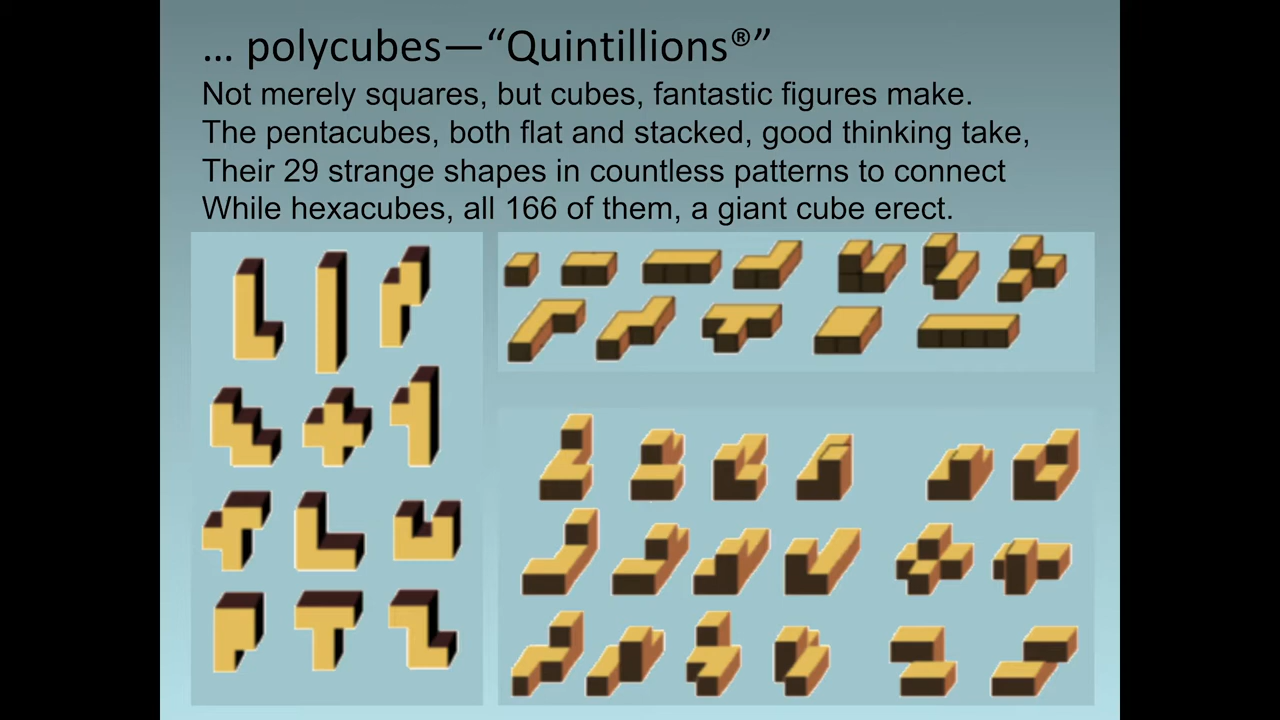 … polycubes—“Quintillions®”
Not merely squares, but cubes, fantastic figures make.
The pentacubes, both flat and stacked, good thinking take,
Their 29 strange shapes in countless patterns to connect
While hexacubes, all 166 of them, a giant cube erect.